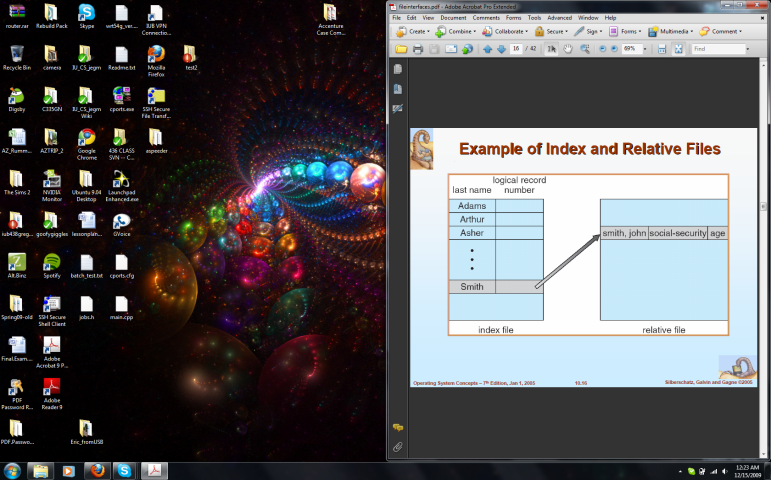 router.rar
Rebuild Pack
Skype
wrt54g_ver....
IUB VPN
Connectio...
Accenture
Case Com...
Recycle Bin
camera
IU_CS_jegm
Readme.txt
Mozilla
Firefox
test2
Digsby
C335GN
IU_CS_jegm
Wiki
cports.exe
SSH Secure
File Transf...
AZ_Rumm...
AZTRIP_2
Google
Chrome
436 CLASS
SVN -- C...
aspossler
The Sims 2
NVIDIA
Monitor
Ubuntu 9.04
Desktop
Launchpad
Enhanced.exe
iub438greg...
goofygiggles
lessonplain...
GVoice
Alt.Binz
Spotify
batch_test.txt
cports.cfg
Spring09-old
SSH Secure
Shell Client
jobs.h
main.cpp
Final.Exam....
Adobe
Acrobat 9 P...
PDF
Password R...
Adobe
Reader 9
PDF.Passwo...
Eric_fromUSB
fileinterfaces.pdf - Adobe Acrobat Pro Extended
File Edit View Document Comments Forms Tools Advanced Window Help
Create Combine Collaborate Secure Sign Forms Multimedia Comment
16 / 42 69% Find
Example of Index and Relative Files
logical record
last name number
Adams
Arthur
Asher
Smith
smith, john social-security age
index file relative file
Operating System Concepts – 7th Edition, Jan 1, 2005 10.16 Silberschatz, Galvin and Gagne ©2005
12:23 AM
12/15/2009